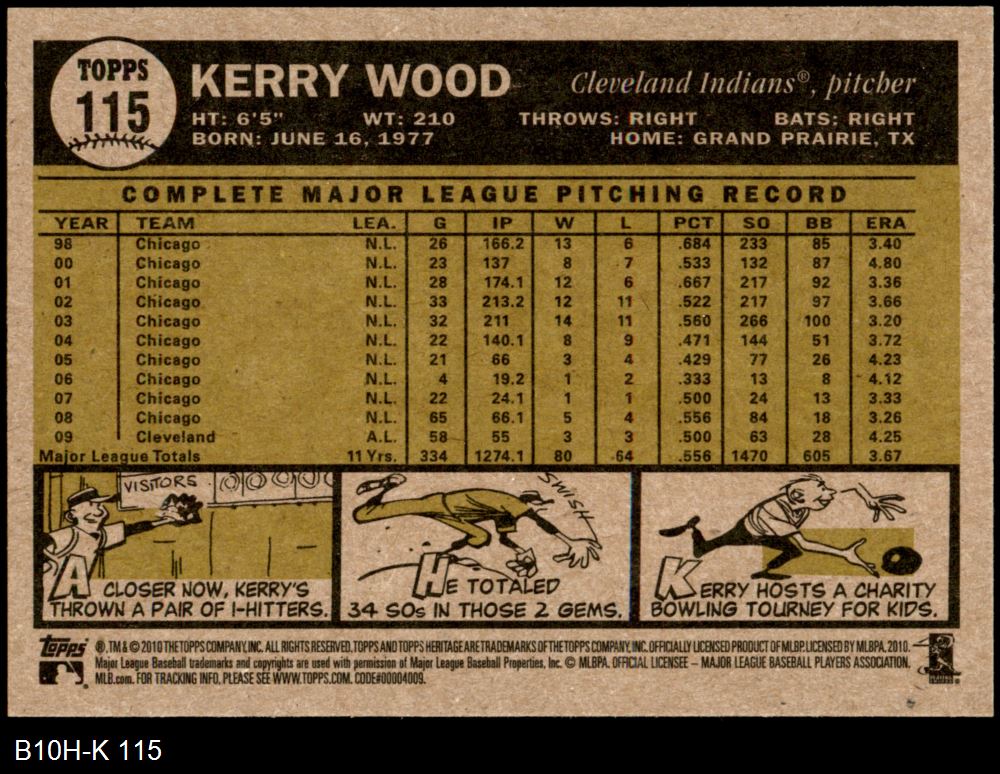 TOPPS
115
KERRY WOOD
Cleveland Indians®, pitcher
HT: 6'5" WT: 210 THROWS: RIGHT BATS: RIGHT
BORN: JUNE 16, 1977 HOME: GRAND PRAIRIE, TX
COMPLETE MAJOR LEAGUE PITCHING RECORD
YEAR TEAM LEA. G IP W L PCT SO BB ERA
98 Chicago N.L. 26 166.2 13 6 .684 233 85 3.40
00 Chicago N.L. 23 137 8 7 .533 132 87 4.80
01 Chicago N.L. 28 174.1 12 6 .667 217 92 3.36
02 Chicago N.L. 33 213.2 12 11 .522 217 97 3.66
03 Chicago N.L. 32 211 14 11 .560 266 100 3.20
04 Chicago N.L. 22 140.1 8 9 .471 144 51 3.72
05 Chicago N.L. 21 66 3 4 .429 77 26 4.23
06 Chicago N.L. 4 19.2 1 2 .333 13 8 4.12
07 Chicago N.L. 22 24.1 1 1 .500 24 13 3.33
08 Chicago N.L. 65 66.1 5 4 .556 84 18 3.26
09 Cleveland A.L. 58 55 3 3 .500 63 28 4.25
Major League Totals 11 Yrs. 334 1274.1 80 64 .556 1470 605 3.67
VISITORS 0 0 0 0 0
A CLOSER NOW, KERRY'S
THROWN A PAIR OF 1-HITTERS.
SWISH
HE TOTALED
34 SOs IN THOSE 2 GEMS.
KERRY HOSTS A CHARITY
BOWLING TOURNEY FOR KIDS.
Topps ®, TM & © 2010 THE TOPPS COMPANY, INC. ALL RIGHTS RESERVED. TOPPS AND TOPPS HERITAGE ARE TRADEMARKS OF THE TOPPS COMPANY, INC. OFFICIALLY LICENSED PRODUCT OF MLBP. LICENSED BY MLBPA. 2010.
Major League Baseball trademarks and copyrights are used with permission of Major League Baseball Properties, Inc. © MLBPA. OFFICIAL LICENSEE – MAJOR LEAGUE BASEBALL PLAYERS ASSOCIATION.
MLB.com. FOR TRACKING INFO, PLEASE SEE WWW.TOPPS.COM. CODE#00004009.
B10H-K 115